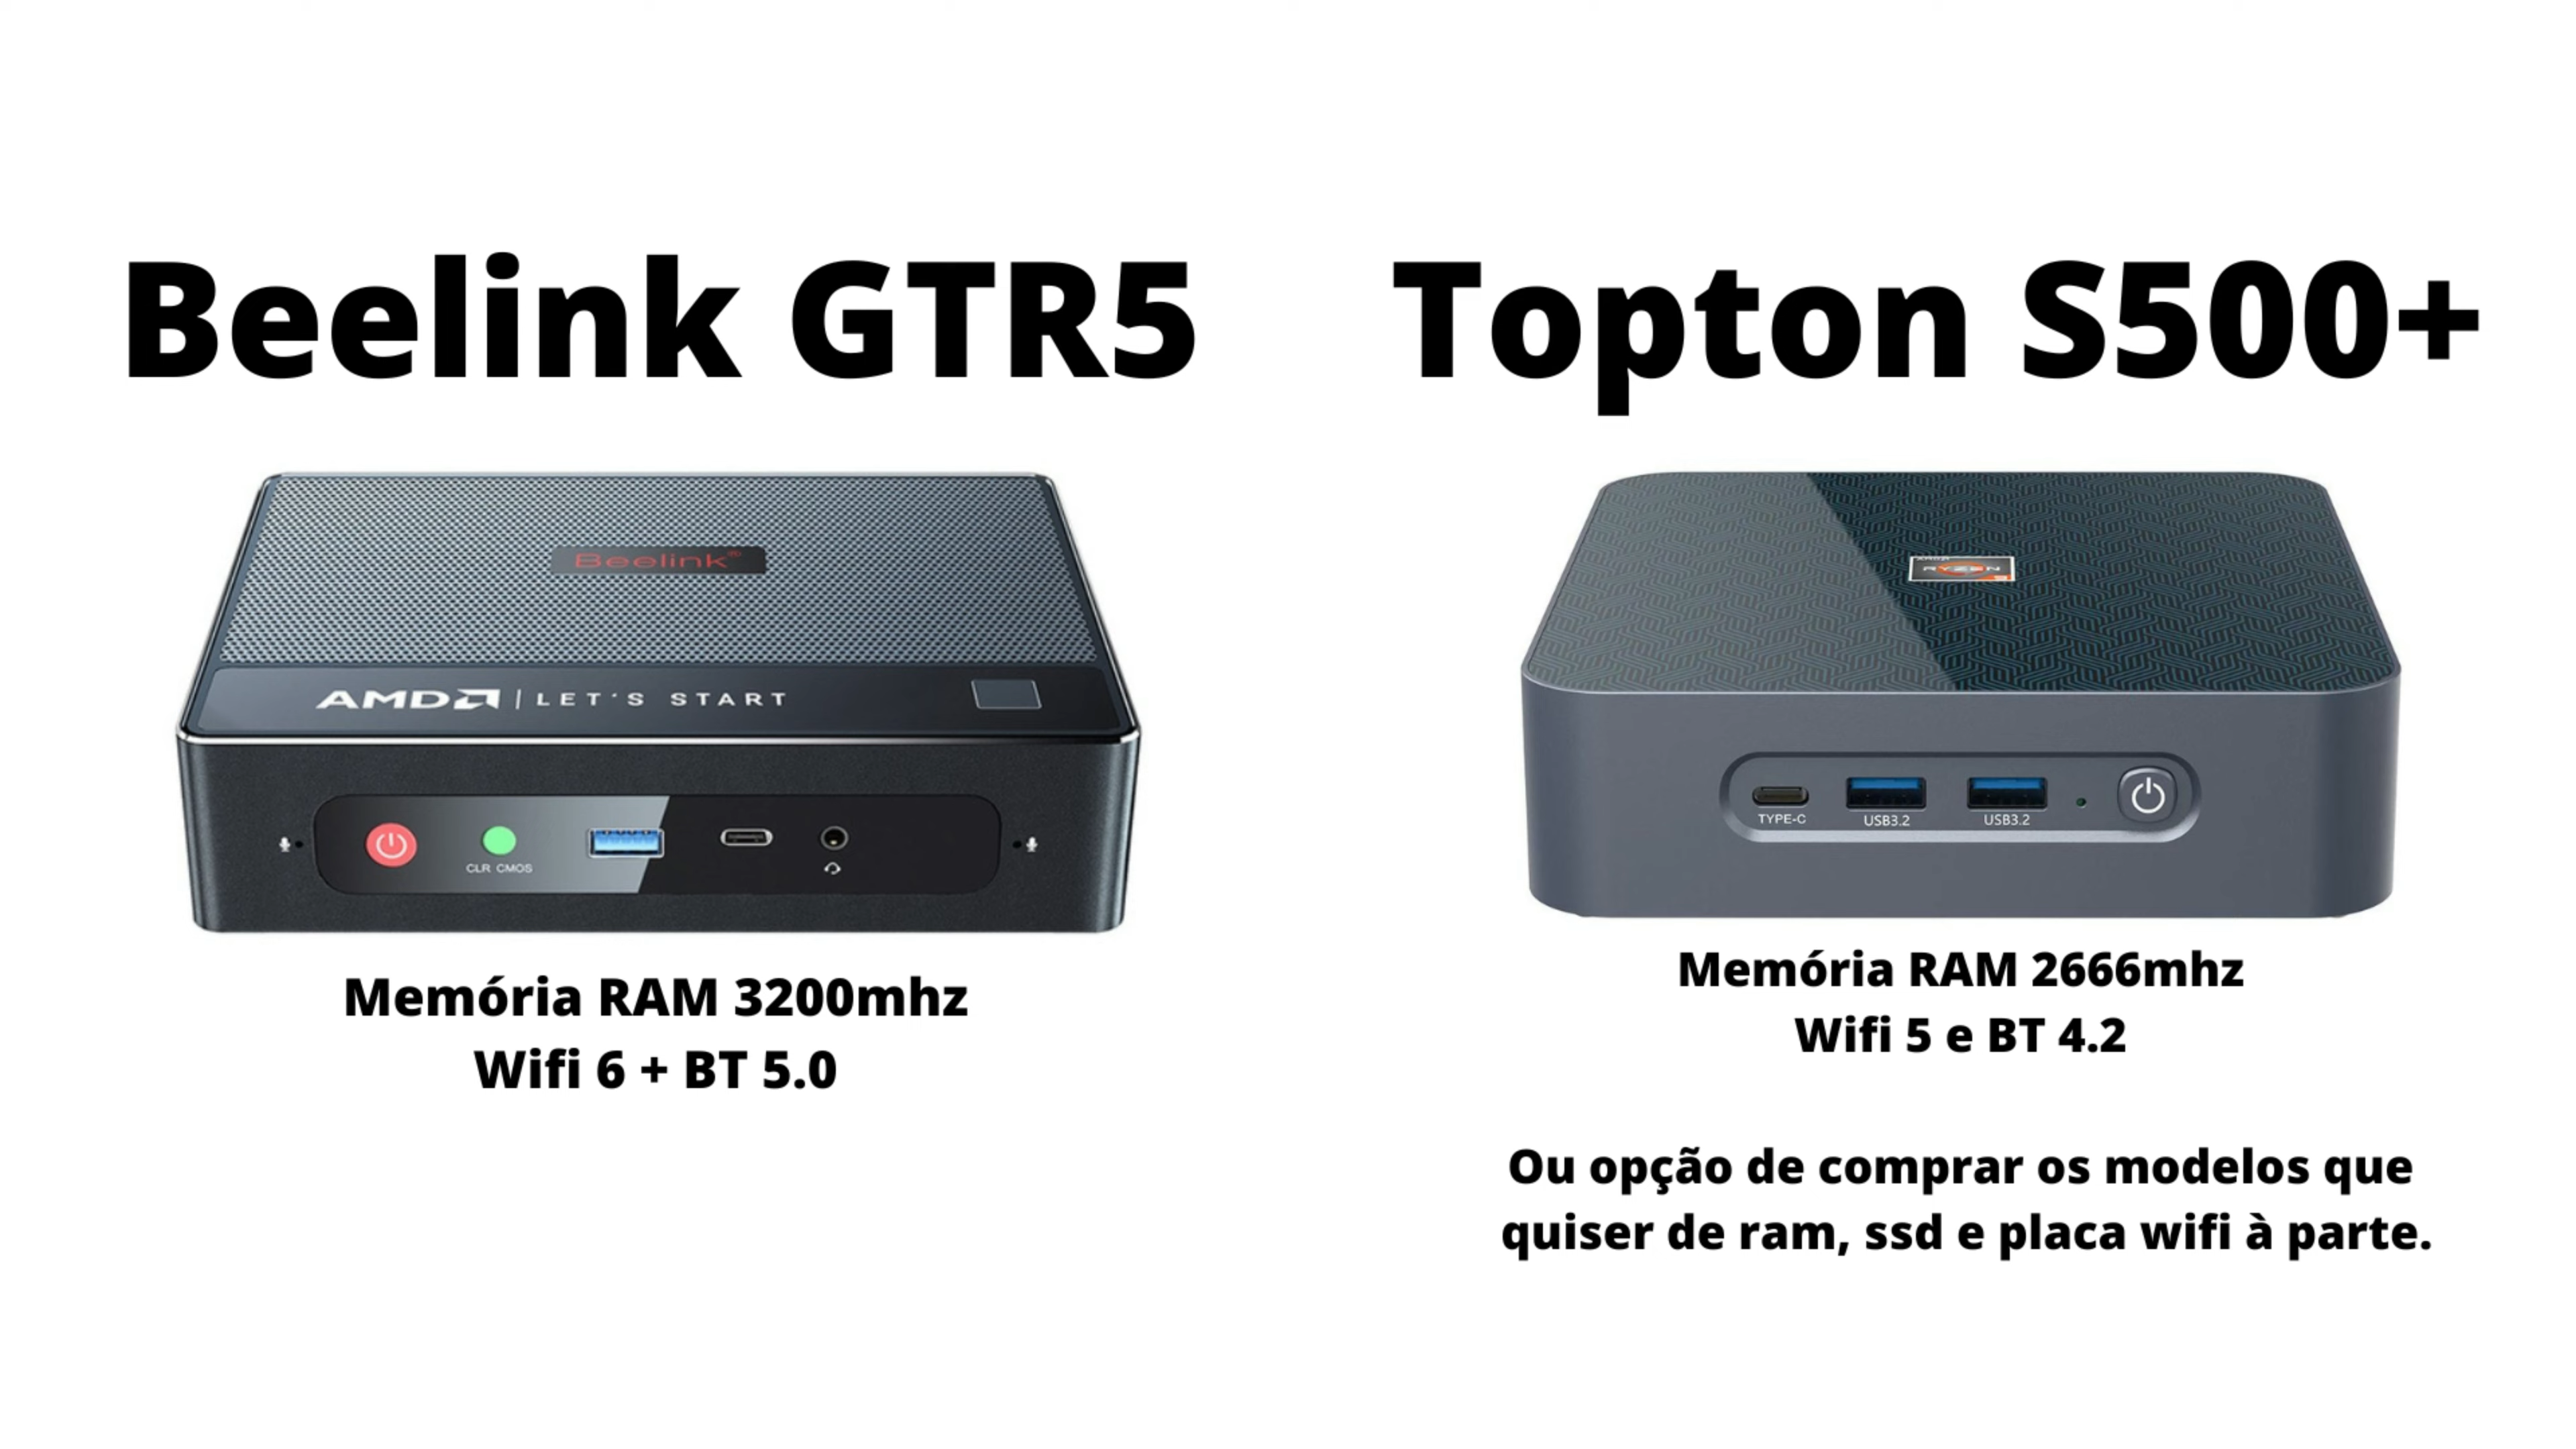 Beelink GTR5
Topton S500+
Beelink®
AMD | LET'S START
CLR CMOS
RYZEN
TYPE-C
USB3.2
USB3.2
Memória RAM 3200mhz
Wifi 6 + BT 5.0
Memória RAM 2666mhz
Wifi 5 e BT 4.2
Ou opção de comprar os modelos que
quiser de ram, ssd e placa wifi à parte.